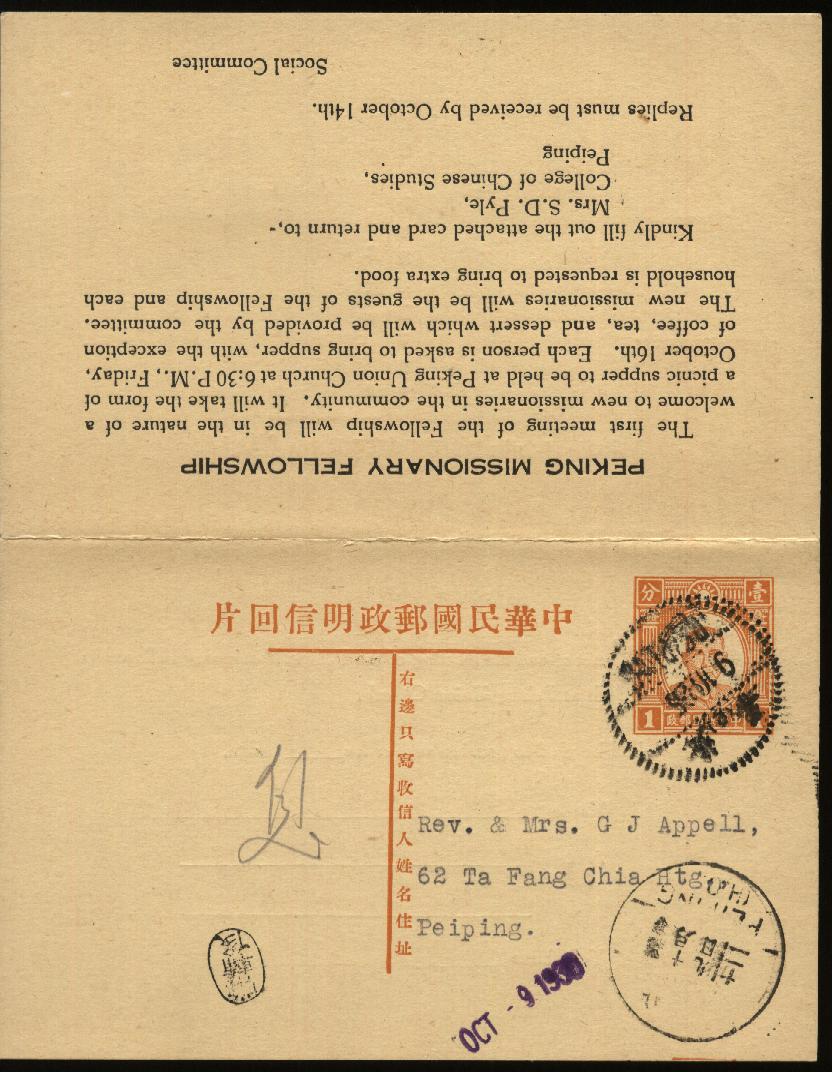 PEKING MISSIONARY FELLOWSHIP
The first meeting of the Fellowship will be in the nature of a
welcome to new missionaries in the community. It will take the form of
a picnic supper to be held at Peking Union Church at 6:30 P.M., Friday,
October 16th. Each person is asked to bring supper, with the exception
of coffee, tea, and dessert which will be provided by the committee.
The new missionaries will be the guests of the Fellowship and each
household is requested to bring extra food.
Kindly fill out the attached card and return to,-
Mrs. S.D. Pyle,
College of Chinese Studies,
Peiping
Replies must be received by October 14th.
Social Committee
分 壹
片回信明政郵國民華中
1
政郵
右邊只寫收信人姓名住址
Rev. & Mrs. G J Appell,
62 Ta Fang Chia Htg.
Peiping.
OCT - 9 193